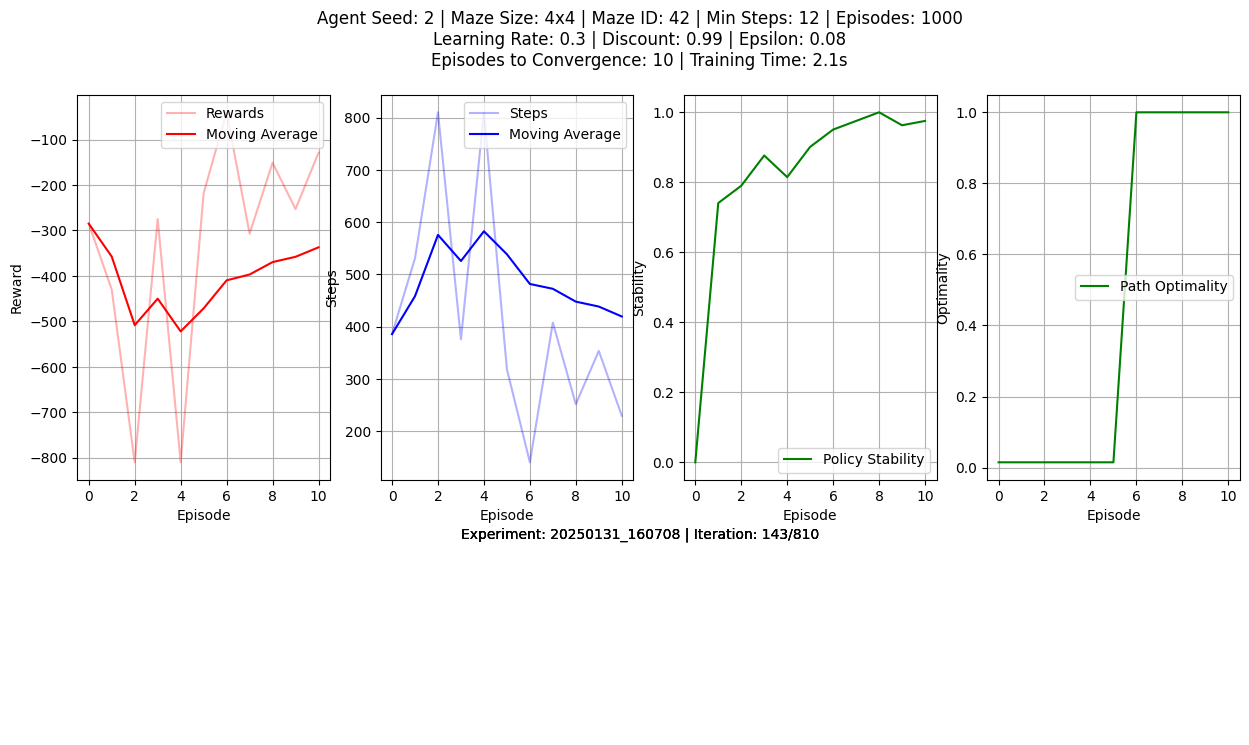 Agent Seed: 2 | Maze Size: 4x4 | Maze ID: 42 | Min Steps: 12 | Episodes: 1000
Learning Rate: 0.3 | Discount: 0.99 | Epsilon: 0.08
Episodes to Convergence: 10 | Training Time: 2.1s
Rewards
Moving Average
−100
−200
−300
−400
−500
−600
−700
−800
Reward
0 2 4 6 8 10
Episode
Steps
Moving Average
800
700
600
500
400
300
200
Steps
0 2 4 6 8 10
Episode
1.0
0.8
0.6
0.4
0.2
0.0
Stability
Policy Stability
0 2 4 6 8 10
Episode
1.0
0.8
0.6
0.4
0.2
0.0
Optimality
Path Optimality
0 2 4 6 8 10
Episode
Experiment: 20250131_160708 | Iteration: 143/810